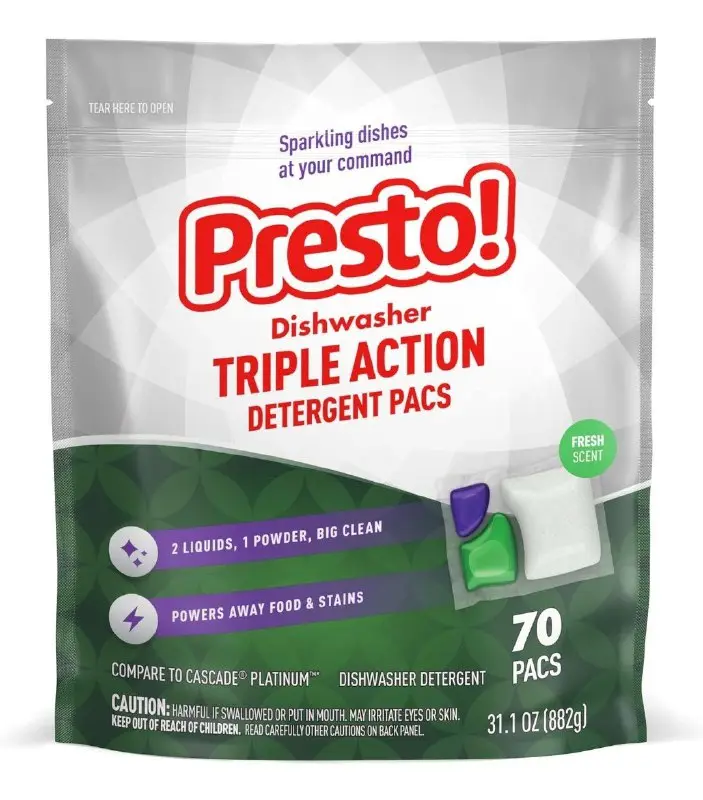 TEAR HERE TO OPEN
Sparkling dishes
at your command
Presto!
Dishwasher
TRIPLE ACTION
DETERGENT PACS
FRESH
SCENT
2 LIQUIDS, 1 POWDER, BIG CLEAN
POWERS AWAY FOOD & STAINS
70
PACS
COMPARE TO CASCADE® PLATINUM™* DISHWASHER DETERGENT
CAUTION: HARMFUL IF SWALLOWED OR PUT IN MOUTH. MAY IRRITATE EYES OR SKIN.
KEEP OUT OF REACH OF CHILDREN. READ CAREFULLY OTHER CAUTIONS ON BACK PANEL.
31.1 OZ (882g)